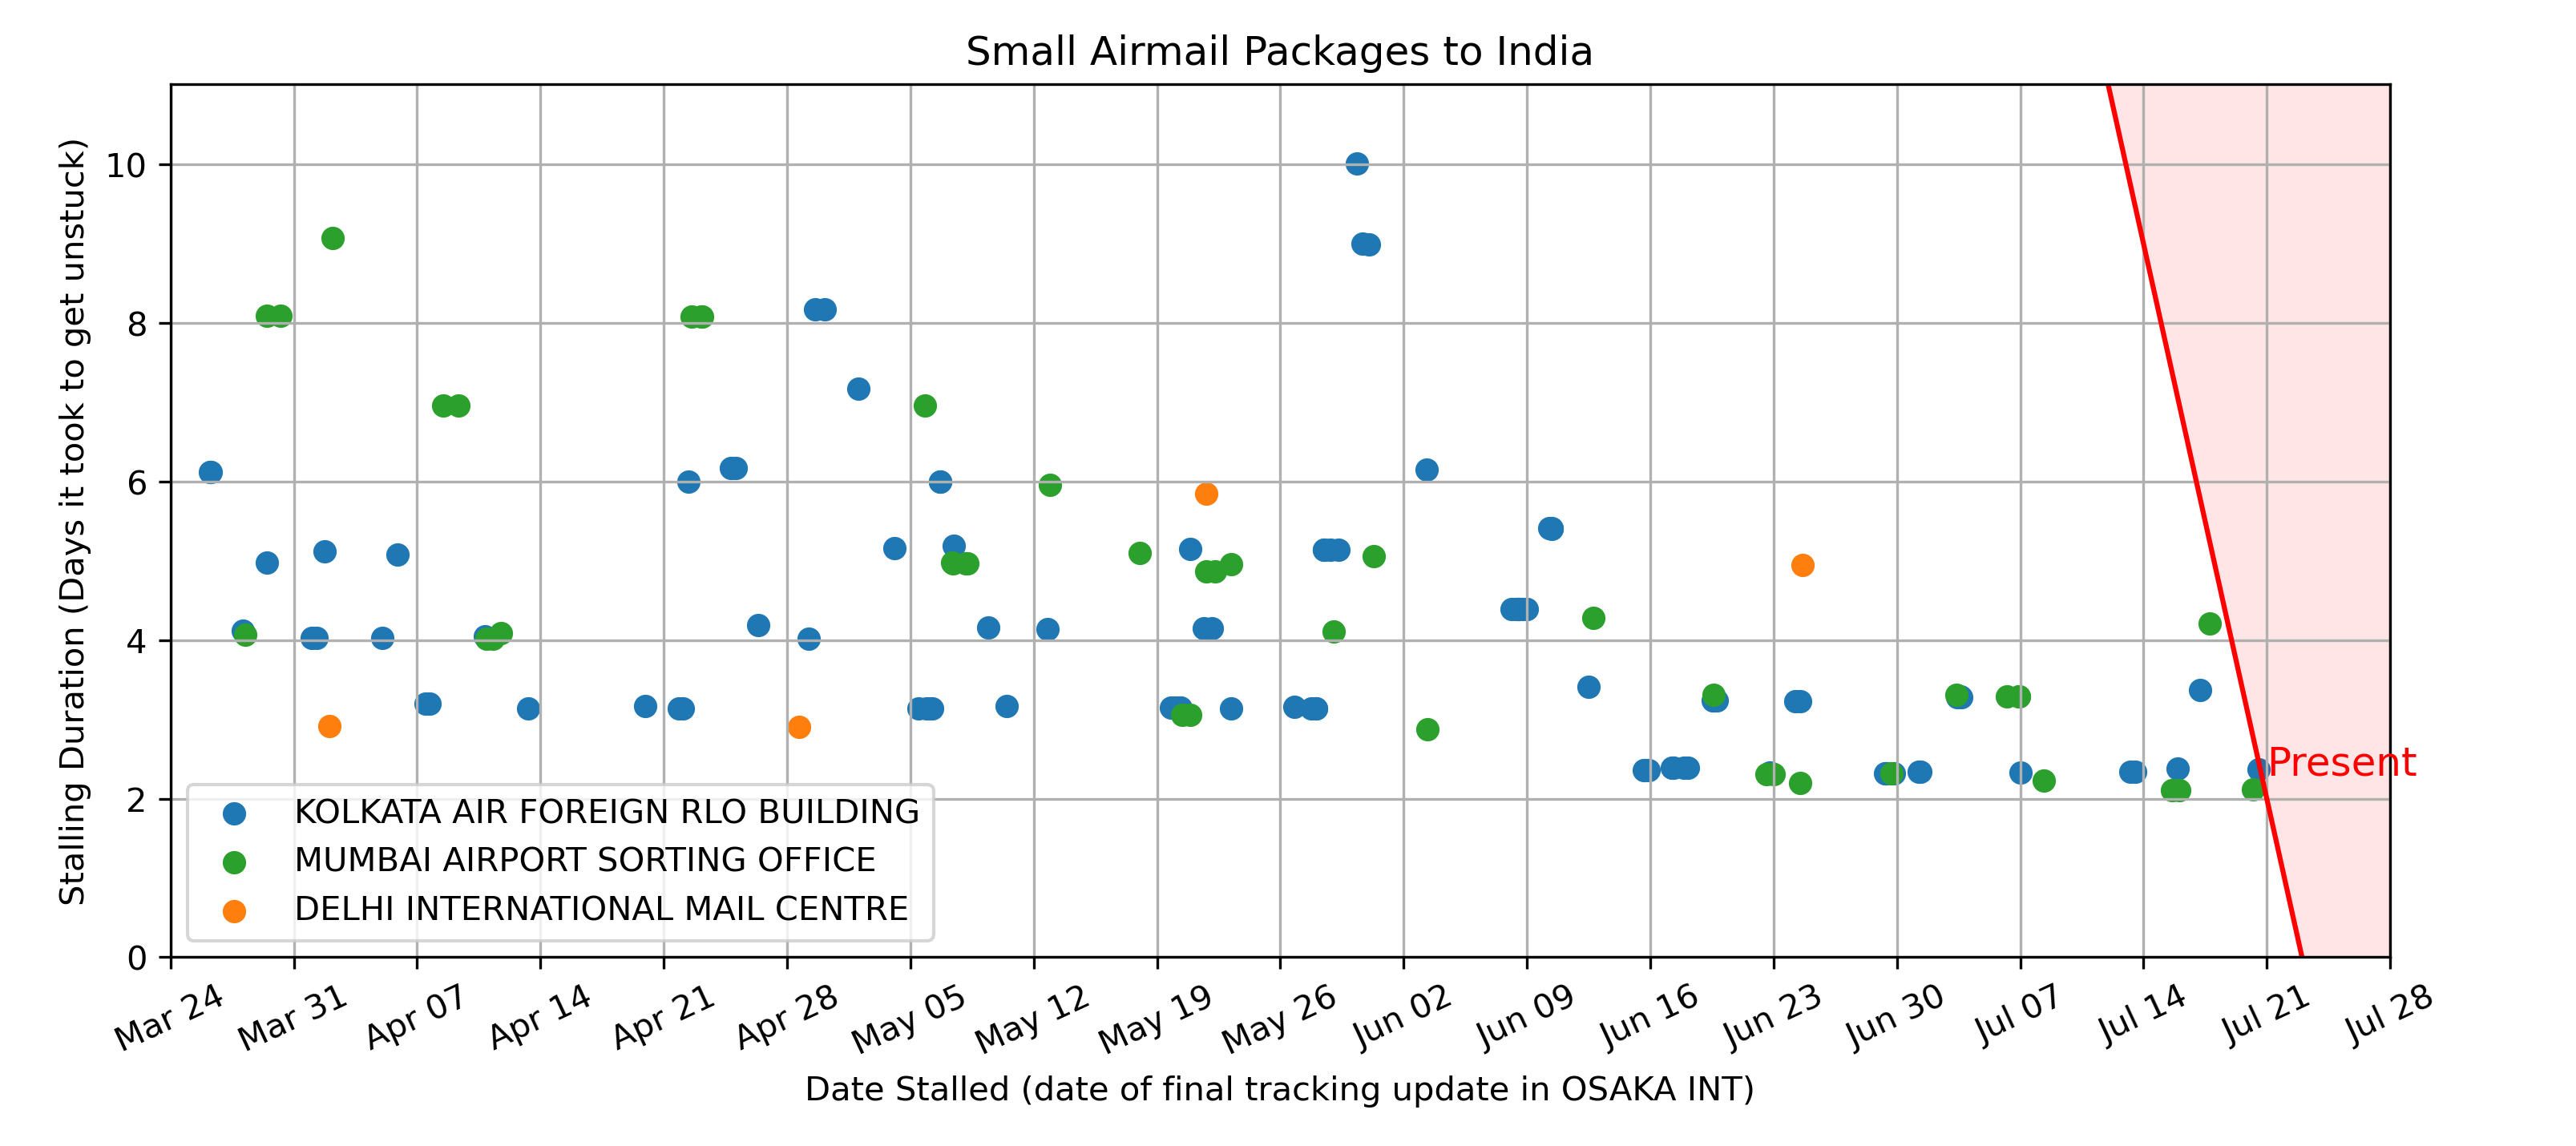 Small Airmail Packages to India
Stalling Duration (Days it took to get unstuck)
10
8
6
4
2
0
Present
KOLKATA AIR FOREIGN RLO BUILDING
MUMBAI AIRPORT SORTING OFFICE
DELHI INTERNATIONAL MAIL CENTRE
Mar 24
Mar 31
Apr 07
Apr 14
Apr 21
Apr 28
May 05
May 12
May 19
May 26
Jun 02
Jun 09
Jun 16
Jun 23
Jun 30
Jul 07
Jul 14
Jul 21
Jul 28
Date Stalled (date of final tracking update in OSAKA INT)